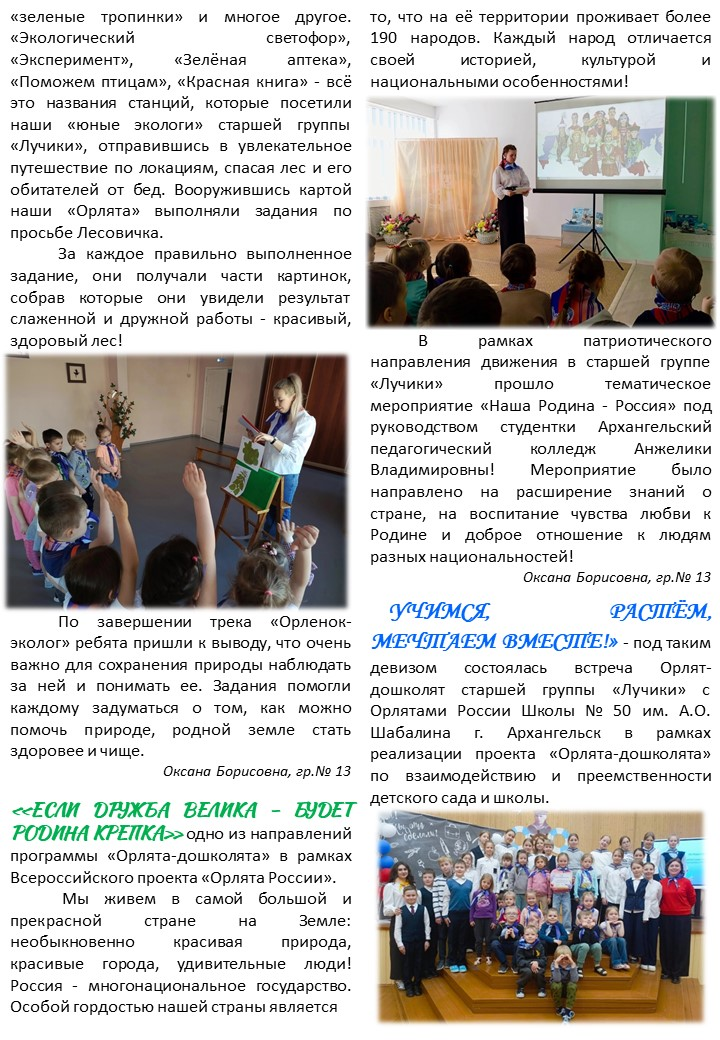 «зеленые тропинки» и многое другое.
«Экологический светофор»,
«Эксперимент», «Зелёная аптека»,
«Поможем птицам», «Красная книга» - всё
это названия станций, которые посетили
наши «юные экологи» старшей группы
«Лучики», отправившись в увлекательное
путешествие по локациям, спасая лес и его
обитателей от бед. Вооружившись картой
наши «Орлята» выполняли задания по
просьбе Лесовичка.
За каждое правильно выполненное
задание, они получали части картинок,
собрав которые они увидели результат
слаженной и дружной работы - красивый,
здоровый лес!
По завершении трека «Орленок-
эколог» ребята пришли к выводу, что очень
важно для сохранения природы наблюдать
за ней и понимать ее. Задания помогли
каждому задуматься о том, как можно
помочь природе, родной земле стать
здоровее и чище.
Оксана Борисовна, гр.№ 13
<<ЕСЛИ ДРУЖБА ВЕЛИКА – БУДЕТ
РОДИНА КРЕПКА>> одно из направлений
программы «Орлята-дошколята» в рамках
Всероссийского проекта «Орлята России».
Мы живем в самой большой и
прекрасной стране на Земле:
необыкновенно красивая природа,
красивые города, удивительные люди!
Россия - многонациональное государство.
Особой гордостью нашей страны является
то, что на её территории проживает более
190 народов. Каждый народ отличается
своей историей, культурой и
национальными особенностями!
В рамках патриотического
направления движения в старшей группе
«Лучики» прошло тематическое
мероприятие «Наша Родина - Россия» под
руководством студентки Архангельский
педагогический колледж Анжелики
Владимировны! Мероприятие было
направлено на расширение знаний о
стране, на воспитание чувства любви к
Родине и доброе отношение к людям
разных национальностей!
Оксана Борисовна, гр.№ 13
УЧИМСЯ, РАСТЁМ,
МЕЧТАЕМ ВМЕСТЕ!» - под таким
девизом состоялась встреча Орлят-
дошколят старшей группы «Лучики» с
Орлятами России Школы № 50 им. А.О.
Шабалина г. Архангельск в рамках
реализации проекта «Орлята-дошколята»
по взаимодействию и преемственности
детского сада и школы.